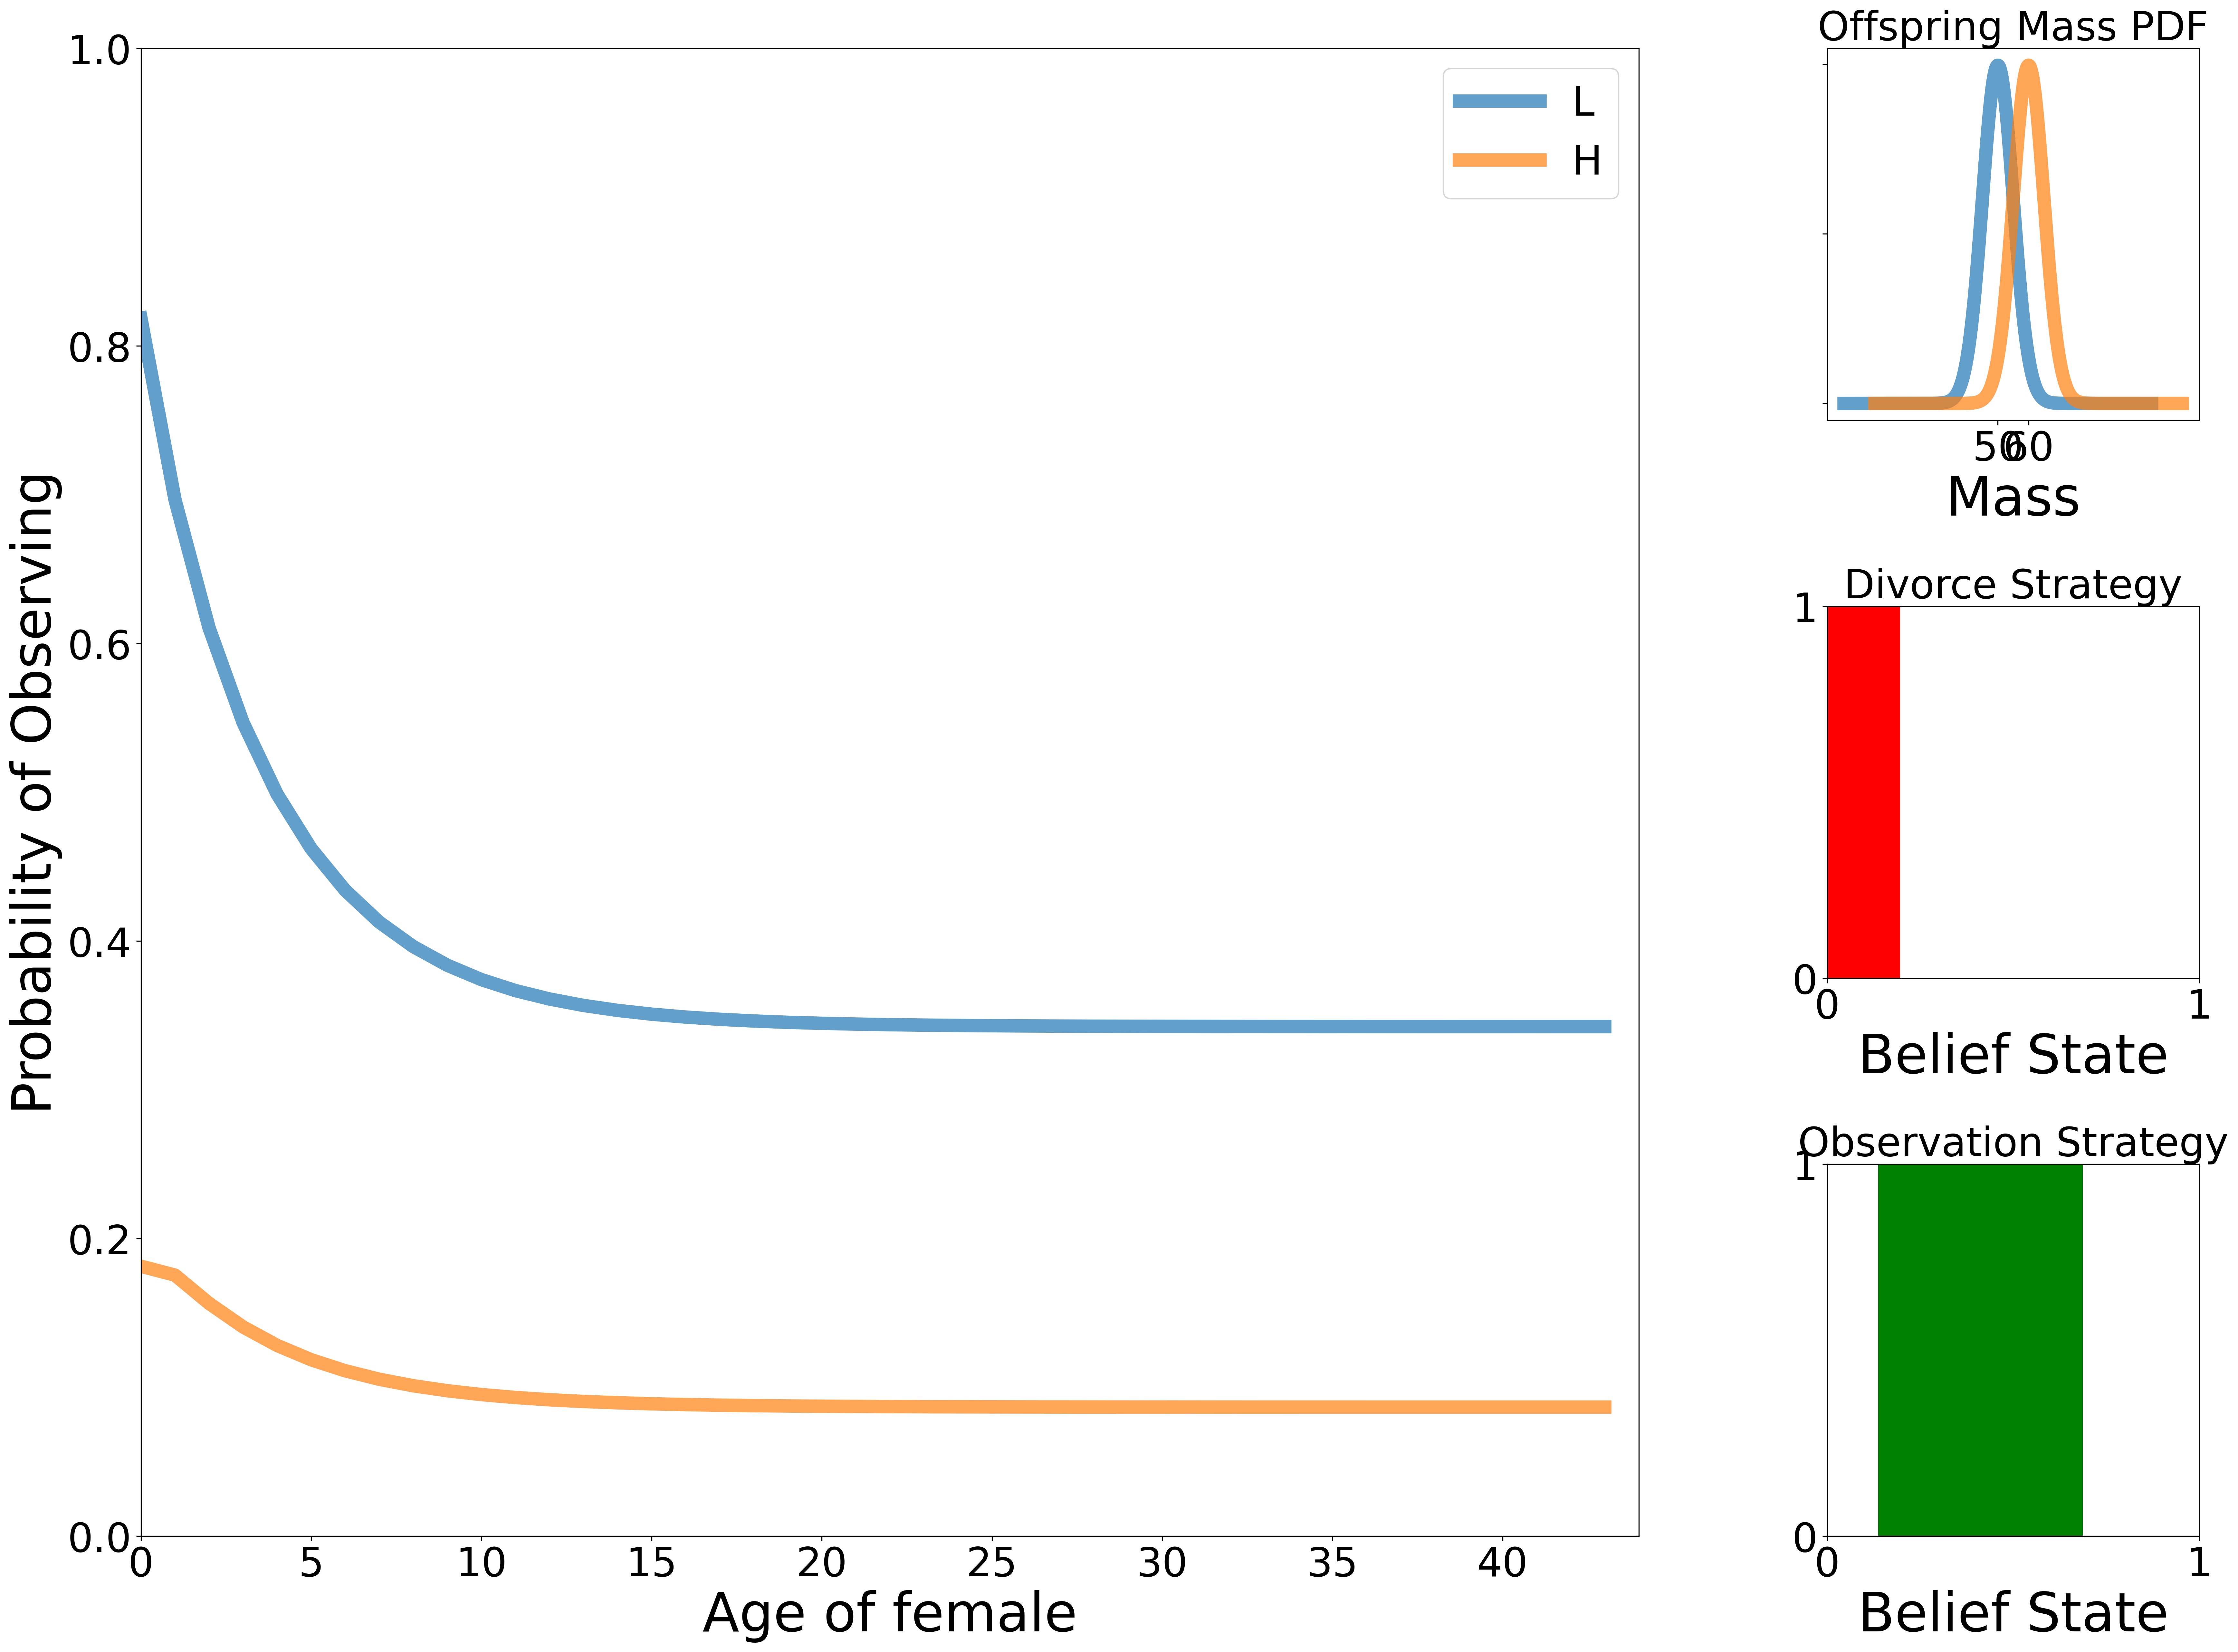 Probability of Observing
1.0
0.8
0.6
0.4
0.2
0.0
0 5 10 15 20 25 30 35 40
Age of female
L
H
Offspring Mass PDF
50 60
Mass
Divorce Strategy
1
0
0 1
Belief State
Observation Strategy
1
0
0 1
Belief State